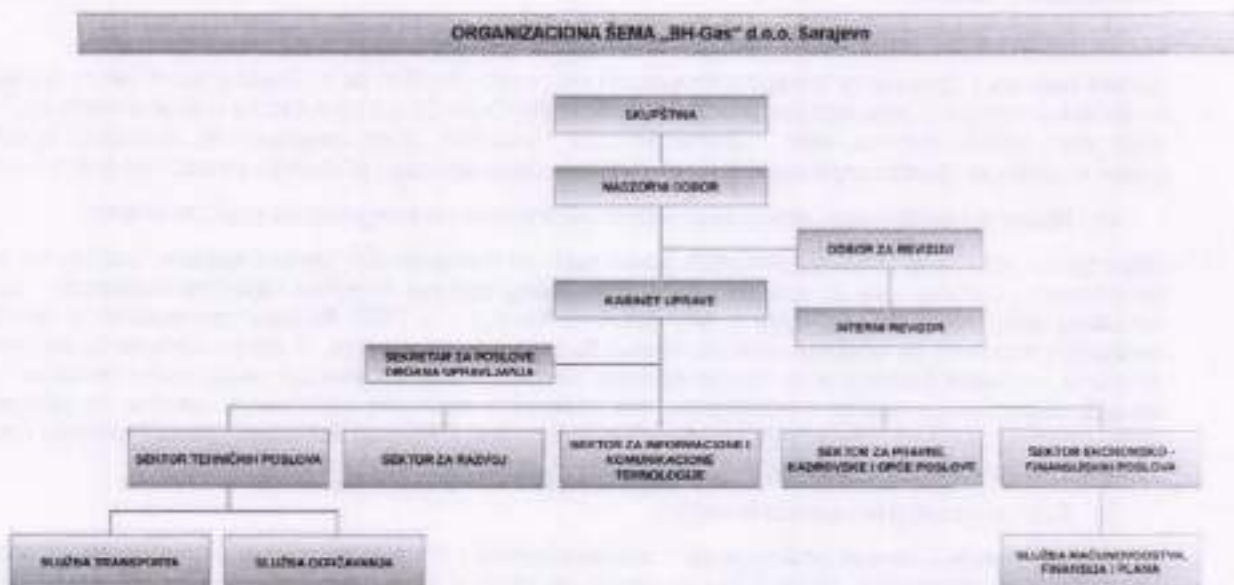 ORGANIZACIONA ŠEMA „BH-Gas“ d.o.o. Sarajevo
SKUPŠTINA
NADZORNI ODBOR
ODBOR ZA REVIZIJU
KABINET UPRAVE
INTERNI REVIZOR
SEKRETAR ZA POSLOVE
ORGANA UPRAVLJANJA
SEKTOR TEHNIČKIH POSLOVA
SEKTOR ZA RAZVOJ
SEKTOR ZA INFORMACIONE I
KOMUNIKACIONE
TEHNOLOGIJE
SEKTOR ZA PRAVNE,
KADROVSKE I OPĆE POSLOVE
SEKTOR EKONOMSKO -
FINANSIJSKIH POSLOVA
SLUŽBA TRANSPORTA
SLUŽBA ODRŽAVANJA
SLUŽBA RAČUNOVODSTVA,
FINANSIJA I PLANA